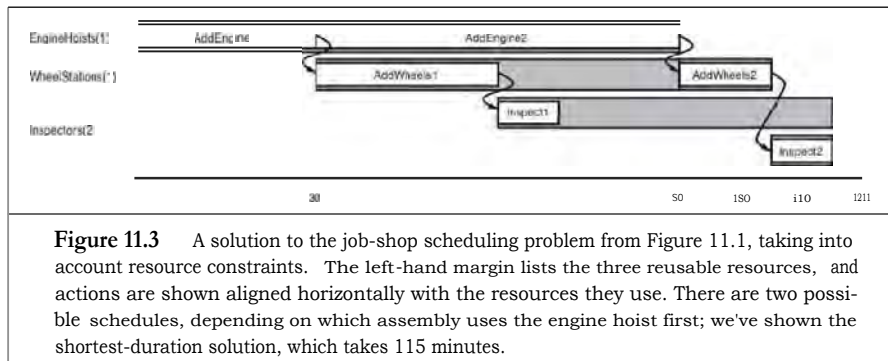 EngineHoists(1)
AddEngine
AddEngine2
WheelStations(1)
AddWheels1
AddWheels2
Inspect1
Inspectors(2
Inspect2
30
S0
1S0
i10
1211
Figure 11.3 A solution to the job-shop scheduling problem from Figure 11.1, taking into
account resource constraints. The left-hand margin lists the three reusable resources, and
actions are shown aligned horizontally with the resources they use. There are two possi-
ble schedules, depending on which assembly uses the engine hoist first; we've shown the
shortest-duration solution, which takes 115 minutes.